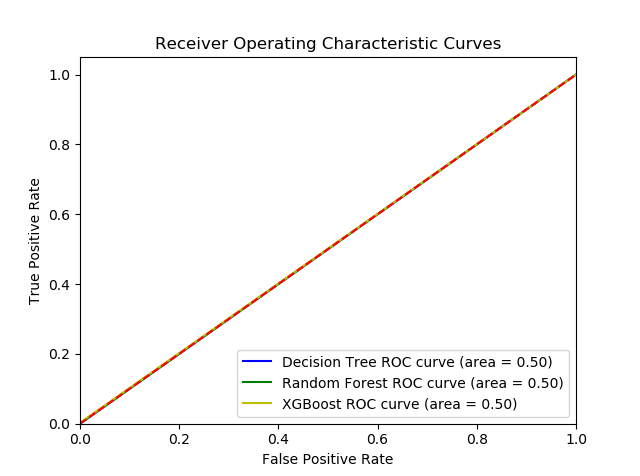 Receiver Operating Characteristic Curves
1.0
0.8
0.6
0.4
0.2
0.0
True Positive Rate
Decision Tree ROC curve (area = 0.50)
Random Forest ROC curve (area = 0.50)
XGBoost ROC curve (area = 0.50)
0.0 0.2 0.4 0.6 0.8 1.0
False Positive Rate